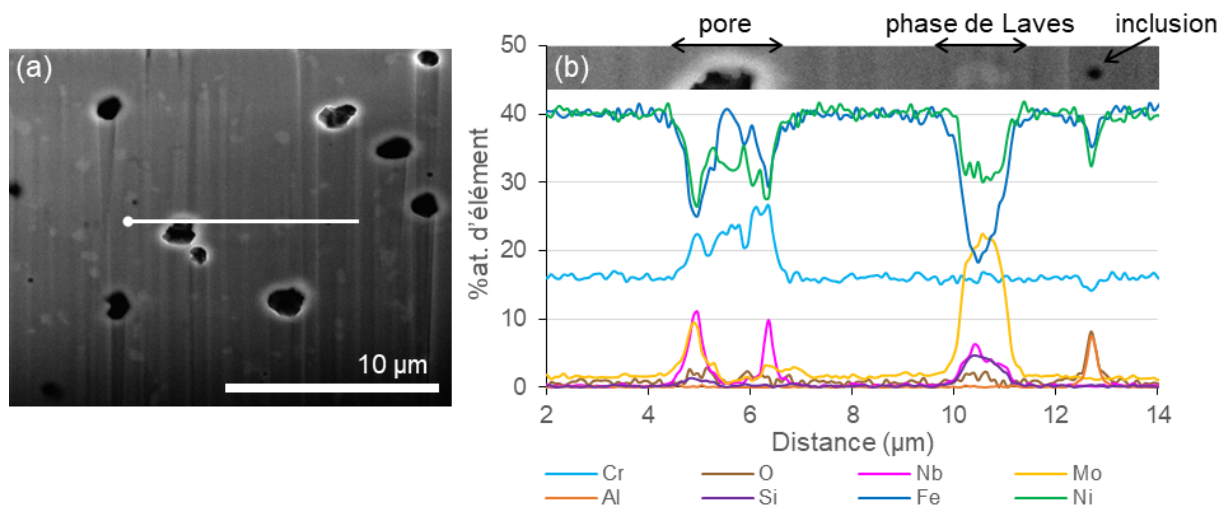 (a)
10 µm
pore
phase de Laves
inclusion
(b)
%at. d'élément
50
40
30
20
10
0
2 4 6 8 10 12 14
Distance (µm)
Cr O Nb Mo
Al Si Fe Ni